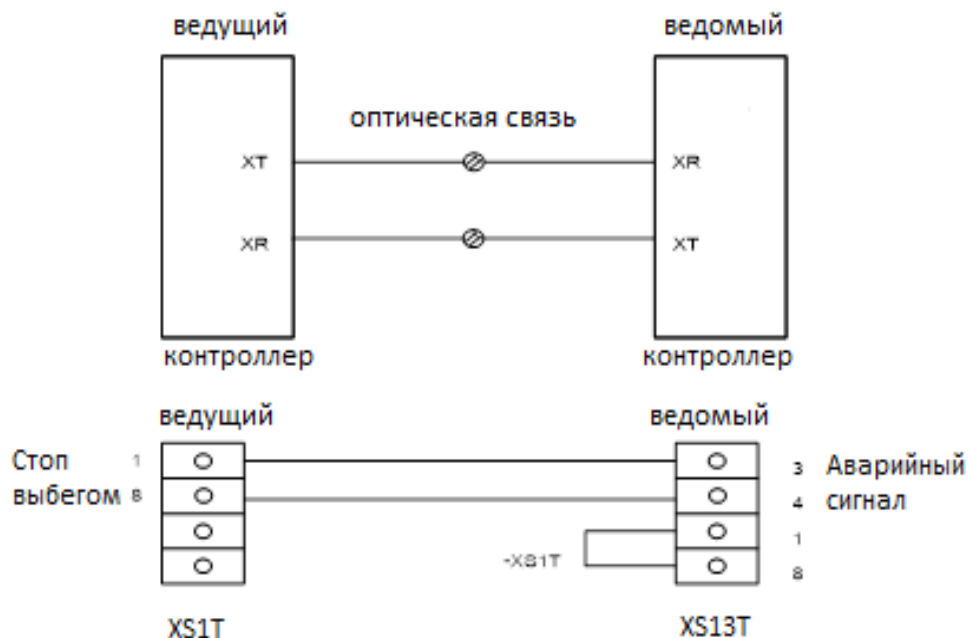 ведущий
ведомый
оптическая связь
XT
XR
XR
XT
контроллер
контроллер
ведущий
ведомый
Стоп
выбегом
1
8
3
4
1
8
Аварийный
сигнал
-XS1T
XS1T
XS13T